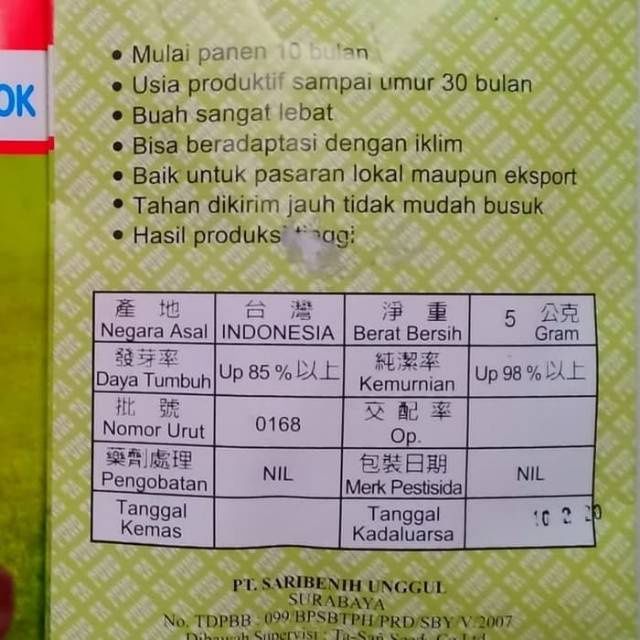 OK
• Mulai panen 10 bulan
• Usia produktif sampai umur 30 bulan
• Buah sangat lebat
• Bisa beradaptasi dengan iklim
• Baik untuk pasaran lokal maupun eksport
• Tahan dikirim jauh tidak mudah busuk
• Hasil produksi tinggi
產 地 台 灣 淨 重 5 公克
Negara Asal INDONESIA Berat Bersih Gram
發芽率 Up 85 % 以上 純潔率 Up 98 % 以上
Daya Tumbuh Kemurnian
批 號 0168 交 配 率
Nomor Urut Op.
藥劑處理 NIL 包裝日期 NIL
Pengobatan Merk Pestisida
Tanggal Tanggal 10 2 20
Kemas Kadaluarsa
PT. SARIBENIH UNGGUL
SURABAYA
No. TDPBB : 099/BPSBTPH/PRD/SBY/V/2007